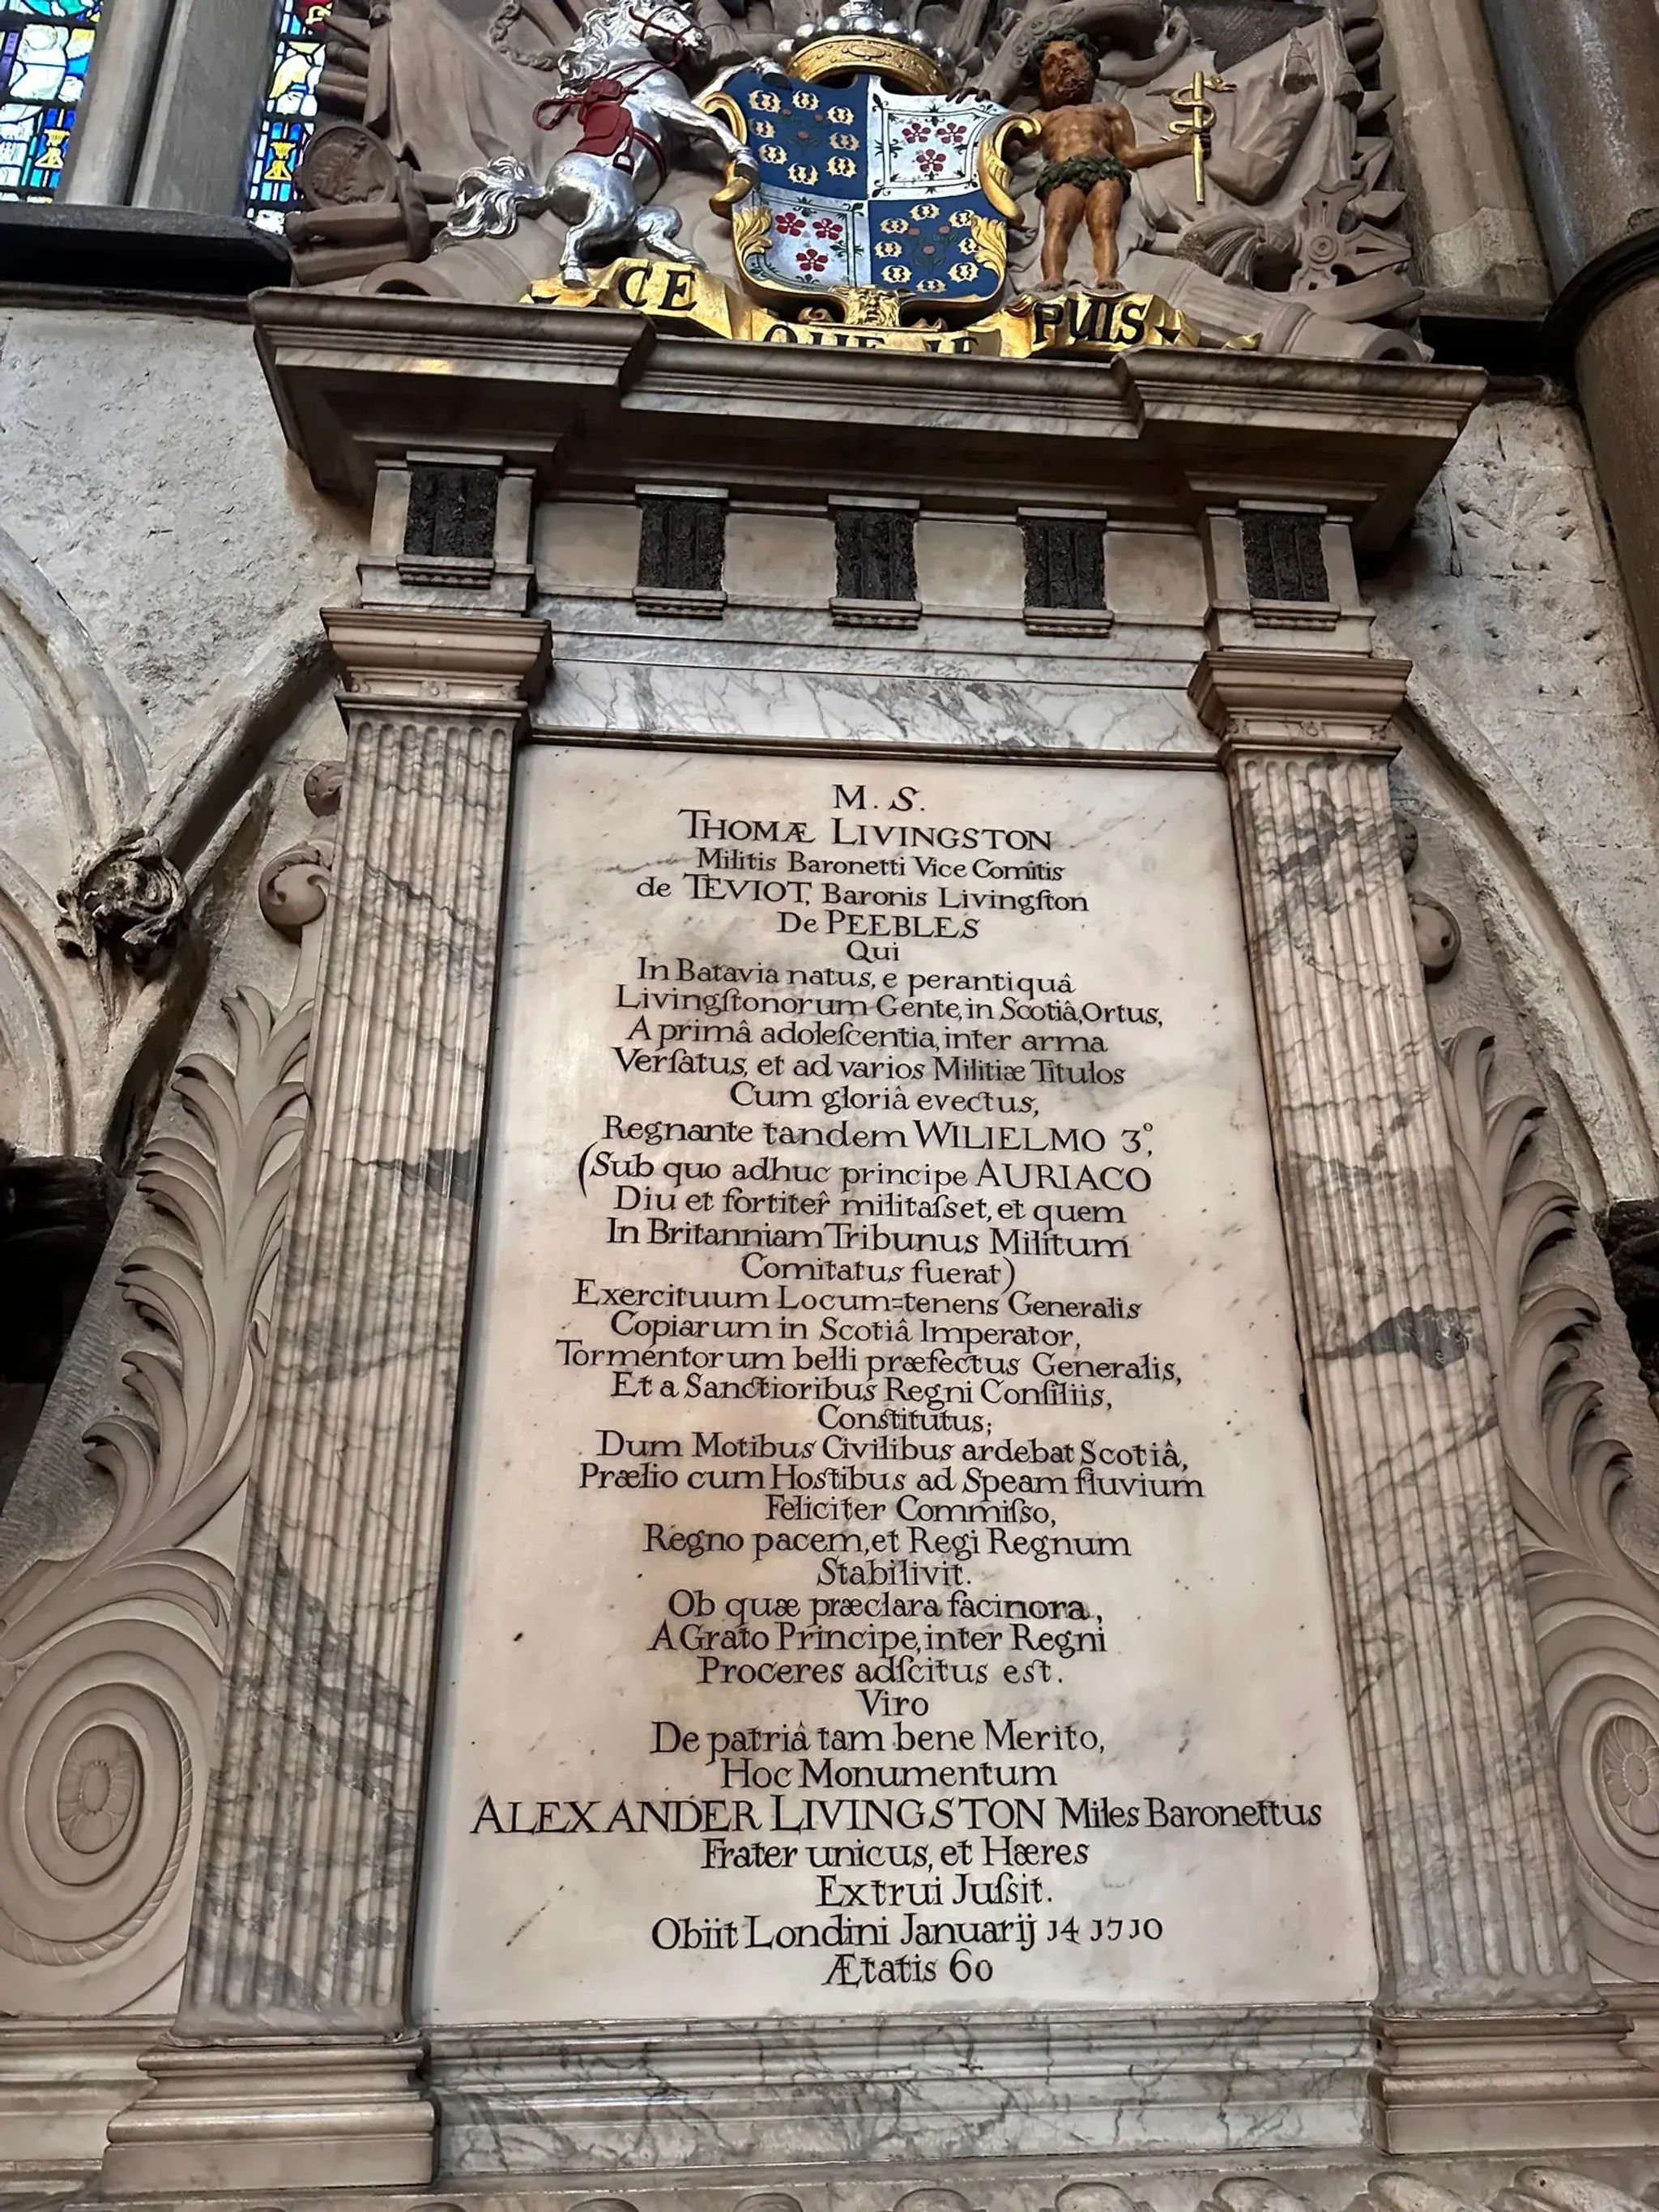 CE
QUE JE
PUIS
M. S.
THOMÆ LIVINGSTON
Militis Baronetti Vice Comitis
de TEVIOT, Baronis Livingſton
De PEEBLES
Qui
In Batavia natus, e perantiquâ
Livingſtonorum Gente, in Scotiâ, Ortus,
A primâ adoleſcentia, inter arma
Verſatus, et ad varios Militiæ Titulos
Cum gloriâ evectus,
Regnante tandem WILIELMO 3º,
(Sub quo adhuc principe AURIACO
Diu et fortiter̂ militaſset, et quem
In Britanniam Tribunus Militum
Comitatus fuerat)
Exercituum Locum=tenens Generalis
Copiarum in Scotiâ Imperator,
Tormentorum belli præfectus Generalis,
Et a Sanctioribus Regni Conſiliis,
Constitutus;
Dum Motibus Civilibus ardebat Scotiâ,
Prælio cum Hostibus ad Speam fluvium
Feliciter Commiſso,
Regno pacem, et Regi Regnum
Stabilivit.
Ob quæ præclara facinora,
A Grato Principe, inter Regni
Proceres adſcitus est.
Viro
De patriâ tam bene Merito,
Hoc Monumentum
ALEXANDER LIVINGSTON Miles Baronettus
Frater unicus, et Hæres
Extrui Juſsit.
Obiit Londini Januarij 14 1710
Ætatis 60